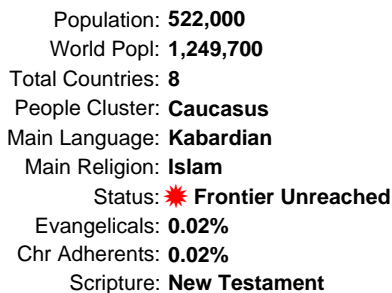 Population: 522,000
World Popl: 1,249,700
Total Countries: 8
People Cluster: Caucasus
Main Language: Kabardian
Main Religion: Islam
Status: Frontier Unreached
Evangelicals: 0.02%
Chr Adherents: 0.02%
Scripture: New Testament